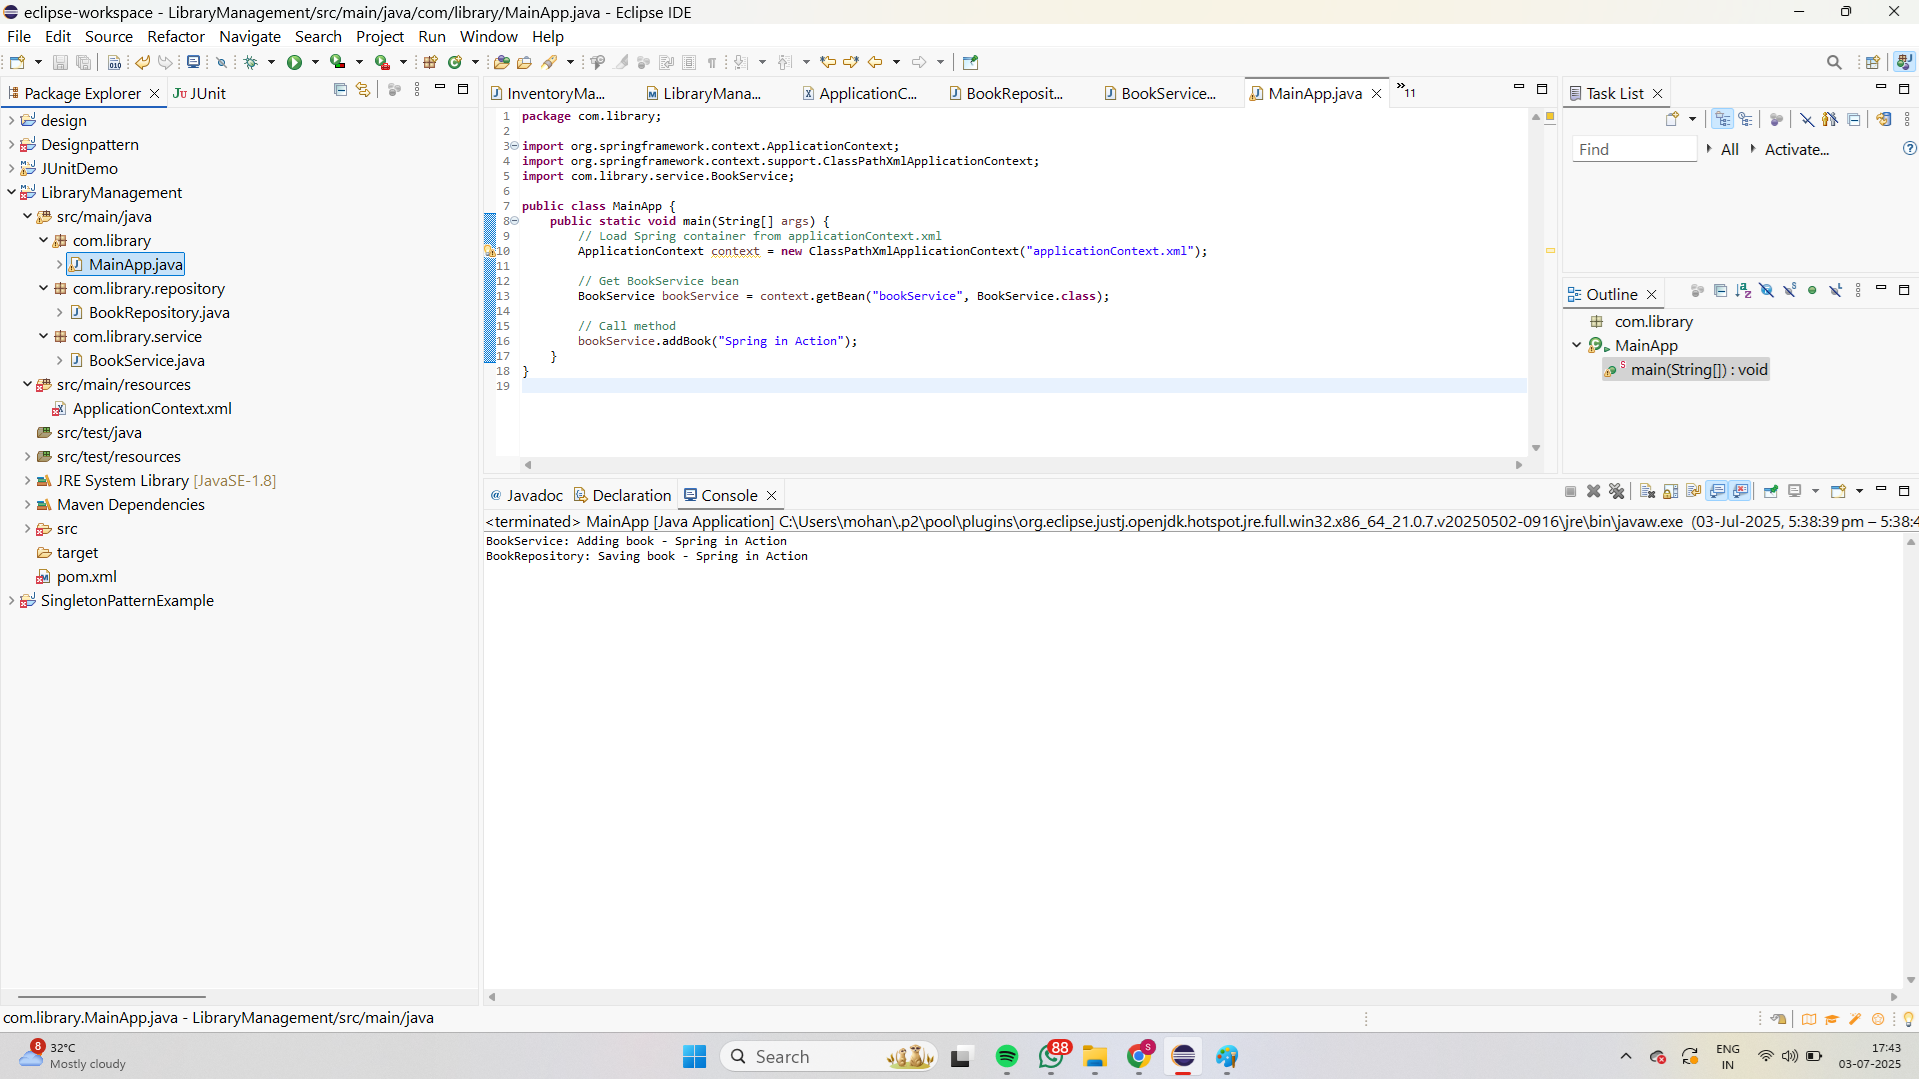 eclipse-workspace - LibraryManagement/src/main/java/com/library/MainApp.java - Eclipse IDE
File Edit Source Refactor Navigate Search Project Run Window Help
Package Explorer
JUnit
design
Designpattern
JUnitDemo
LibraryManagement
src/main/java
com.library
MainApp.java
com.library.repository
BookRepository.java
com.library.service
BookService.java
src/main/resources
ApplicationContext.xml
src/test/java
src/test/resources
JRE System Library [JavaSE-1.8]
Maven Dependencies
src
target
pom.xml
SingletonPatternExample
InventoryMa...
LibraryMana...
ApplicationC...
BookReposit...
BookService...
MainApp.java
»11
1 package com.library;
2
3 import org.springframework.context.ApplicationContext;
4 import org.springframework.context.support.ClassPathXmlApplicationContext;
5 import com.library.service.BookService;
6
7 public class MainApp {
8 public static void main(String[] args) {
9 // Load Spring container from applicationContext.xml
10 ApplicationContext context = new ClassPathXmlApplicationContext("applicationContext.xml");
11
12 // Get BookService bean
13 BookService bookService = context.getBean("bookService", BookService.class);
14
15 // Call method
16 bookService.addBook("Spring in Action");
17 }
18 }
19
Task List
Find
All
Activate...
Outline
com.library
MainApp
main(String[]) : void
@ Javadoc
Declaration
Console
<terminated> MainApp [Java Application] C:\Users\mohan\.p2\pool\plugins\org.eclipse.justj.openjdk.hotspot.jre.full.win32.x86_64_21.0.7.v20250502-0916\jre\bin\javaw.exe (03-Jul-2025, 5:38:39 pm – 5:38:4
BookService: Adding book - Spring in Action
BookRepository: Saving book - Spring in Action
com.library.MainApp.java - LibraryManagement/src/main/java
8
32°C
Mostly cloudy
Search
88
S
ENG
IN
17:43
03-07-2025